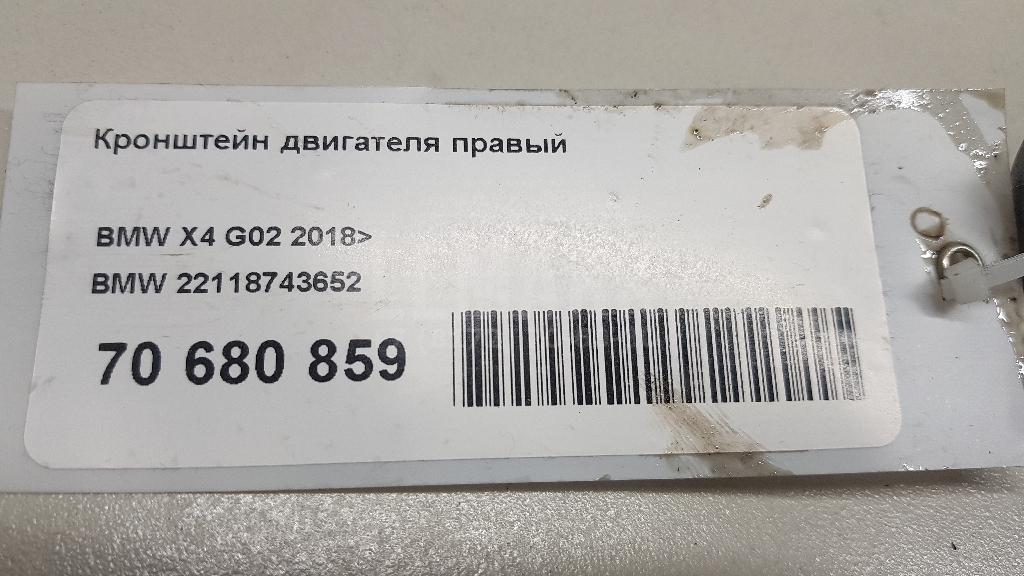 Кронштейн двигателя правый
BMW X4 G02 2018>
BMW 22118743652
70 680 859